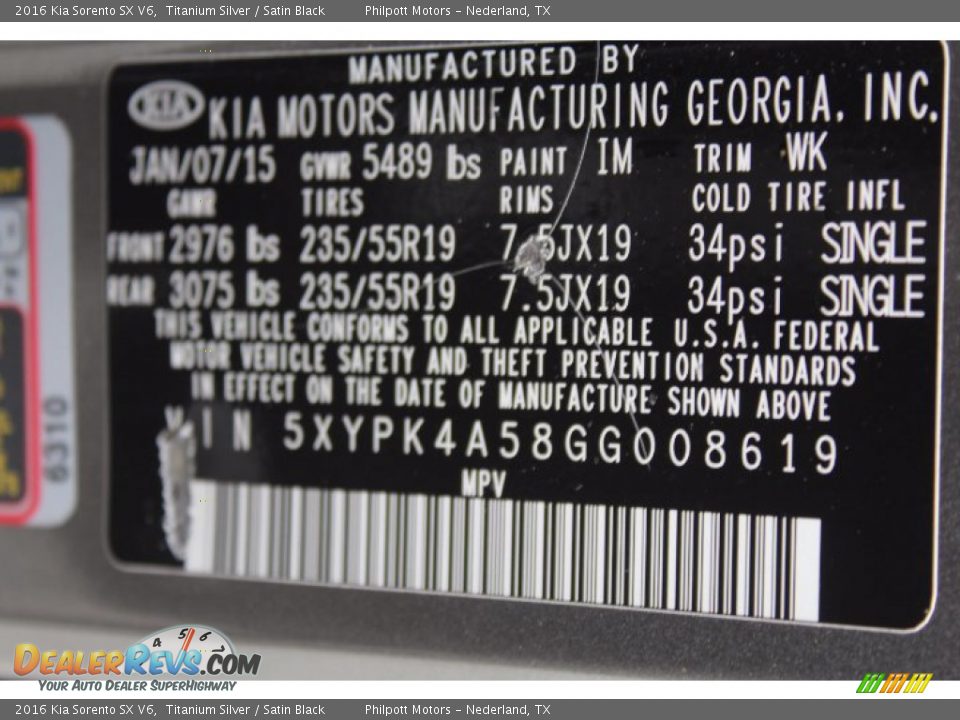 2016 Kia Sorento SX V6,  Titanium Silver / Satin Black    Philpott Motors - Nederland, TX
MANUFACTURED BY
KIA KIA MOTORS MANUFACTURING GEORGIA, INC.
JAN/07/15 GVWR 5489 lbs PAINT IM TRIM WK
GAWR TIRES RIMS COLD TIRE INFL
FRONT 2976 lbs 235/55R19 7.5JX19 34psi SINGLE
REAR 3075 lbs 235/55R19 7.5JX19 34psi SINGLE
THIS VEHICLE CONFORMS TO ALL APPLICABLE U.S.A. FEDERAL
MOTOR VEHICLE SAFETY AND THEFT PREVENTION STANDARDS
IN EFFECT ON THE DATE OF MANUFACTURE SHOWN ABOVE
VIN 5XYPK4A58GG008619
MPV
6310
DEALERREVS.COM
YOUR AUTO DEALER SUPERHIGHWAY
4 5 6 7
2016 Kia Sorento SX V6,  Titanium Silver / Satin Black    Philpott Motors - Nederland, TX